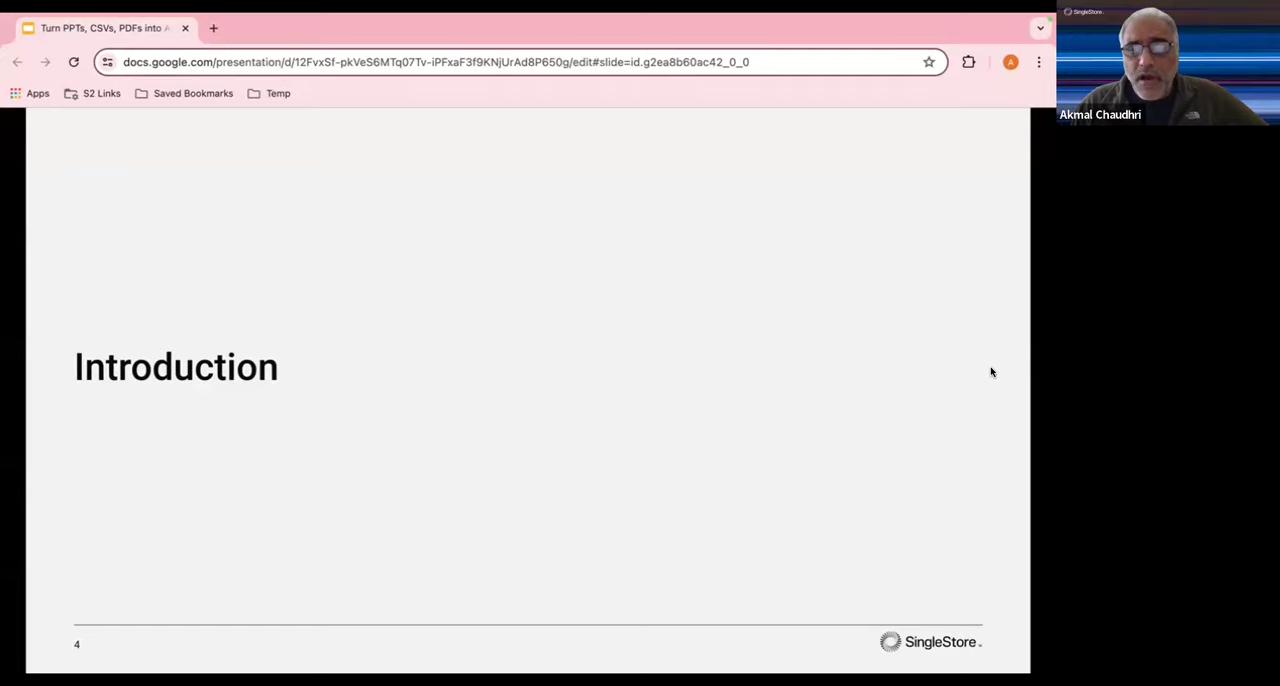 Turn PPTs, CSVs, PDFs into A
docs.google.com/presentation/d/12FvxSf-pkVeS6MTq07Tv-iPFxaF3f9KNjUrAd8P650g/edit#slide=id.g2ea8b60ac42_0_0
A
Apps
S2 Links
Saved Bookmarks
Temp
SingleStore
Akmal Chaudhri
Introduction
4
SingleStore